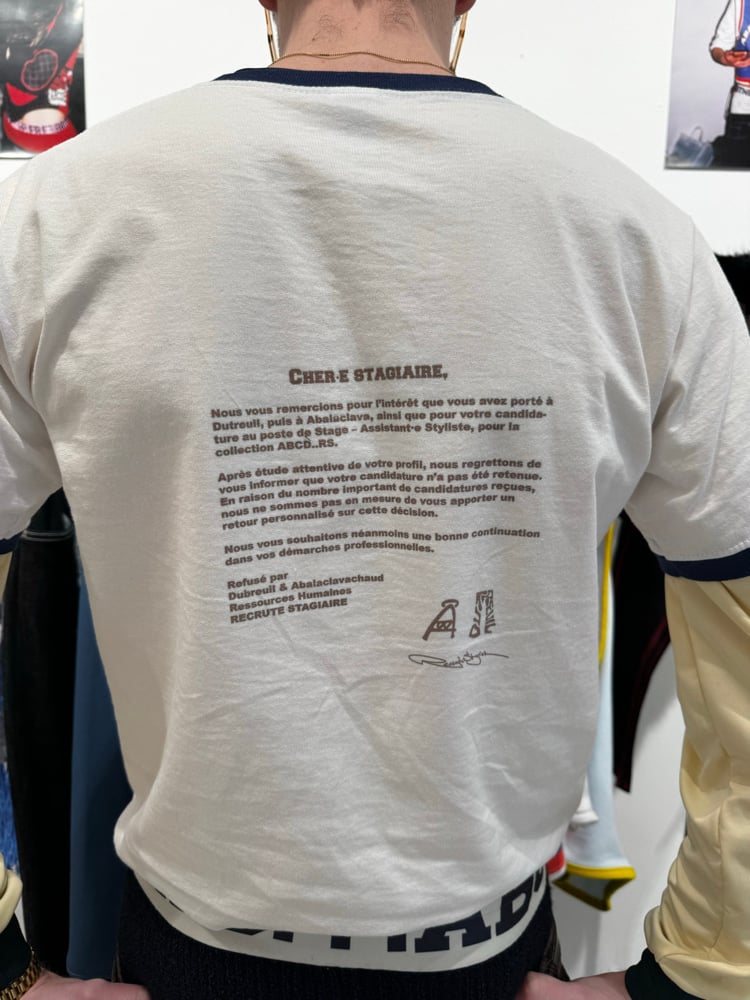 CHER·E STAGIAIRE,
Nous vous remercions pour l'intérêt que vous avez porté à
Dutreuil, puis à Abalaclava, ainsi que pour votre candida-
ture au poste de Stage – Assistant·e Styliste, pour la
collection ABCD..RS.
Après étude attentive de votre profil, nous regrettons de
vous informer que votre candidature n'a pas été retenue.
En raison du nombre important de candidatures reçues,
nous ne sommes pas en mesure de vous apporter un
retour personnalisé sur cette décision.
Nous vous souhaitons néanmoins une bonne continuation
dans vos démarches professionnelles.
Refusé par
Dubreuil & Abalaclavachaud
Ressources Humaines
RECRUTE STAGIAIRE